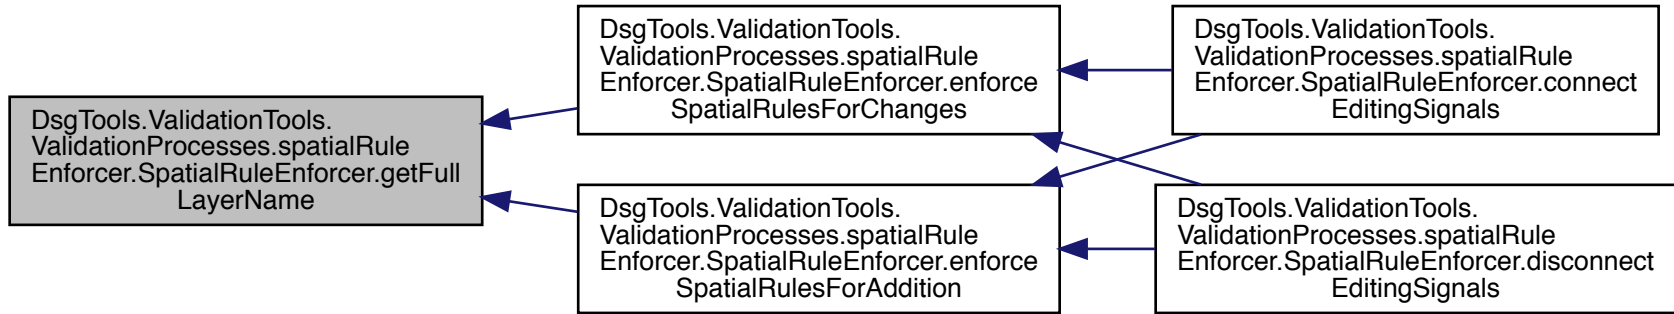 DsgTools.ValidationTools.
ValidationProcesses.spatialRule
Enforcer.SpatialRuleEnforcer.getFull
LayerName
DsgTools.ValidationTools.
ValidationProcesses.spatialRule
Enforcer.SpatialRuleEnforcer.enforce
SpatialRulesForChanges
DsgTools.ValidationTools.
ValidationProcesses.spatialRule
Enforcer.SpatialRuleEnforcer.enforce
SpatialRulesForAddition
DsgTools.ValidationTools.
ValidationProcesses.spatialRule
Enforcer.SpatialRuleEnforcer.connect
EditingSignals
DsgTools.ValidationTools.
ValidationProcesses.spatialRule
Enforcer.SpatialRuleEnforcer.disconnect
EditingSignals